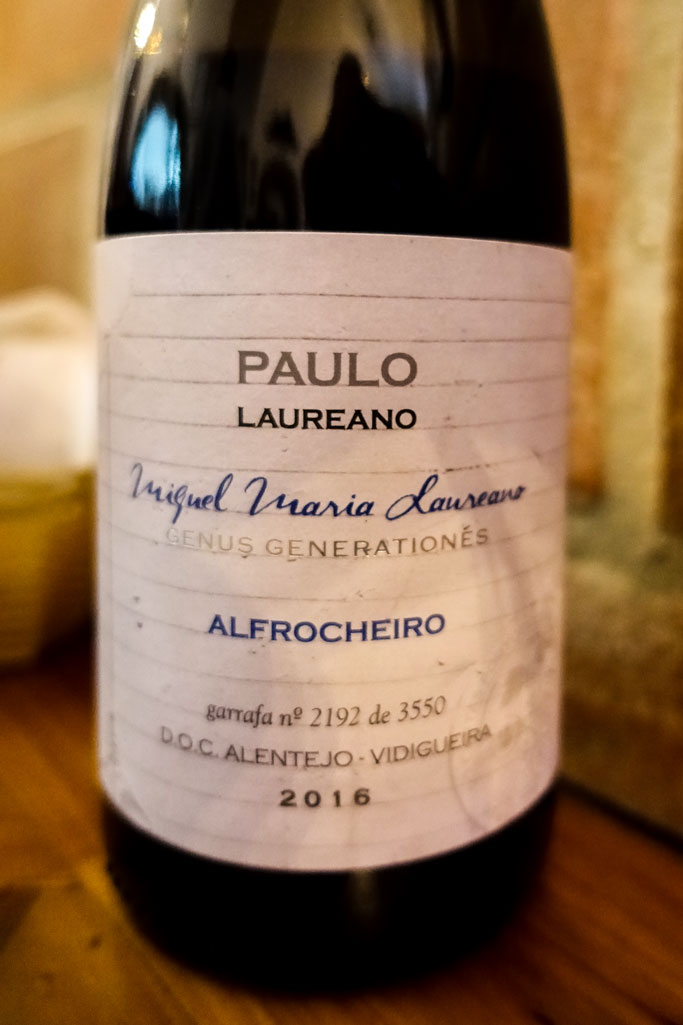 PAULO
LAUREANO
Miguel Maria Laureano
GENUS GENERATIONÉS
ALFROCHEIRO
garrafa nº 2192 de 3550
D.O.C. ALENTEJO - VIDIGUEIRA
2016